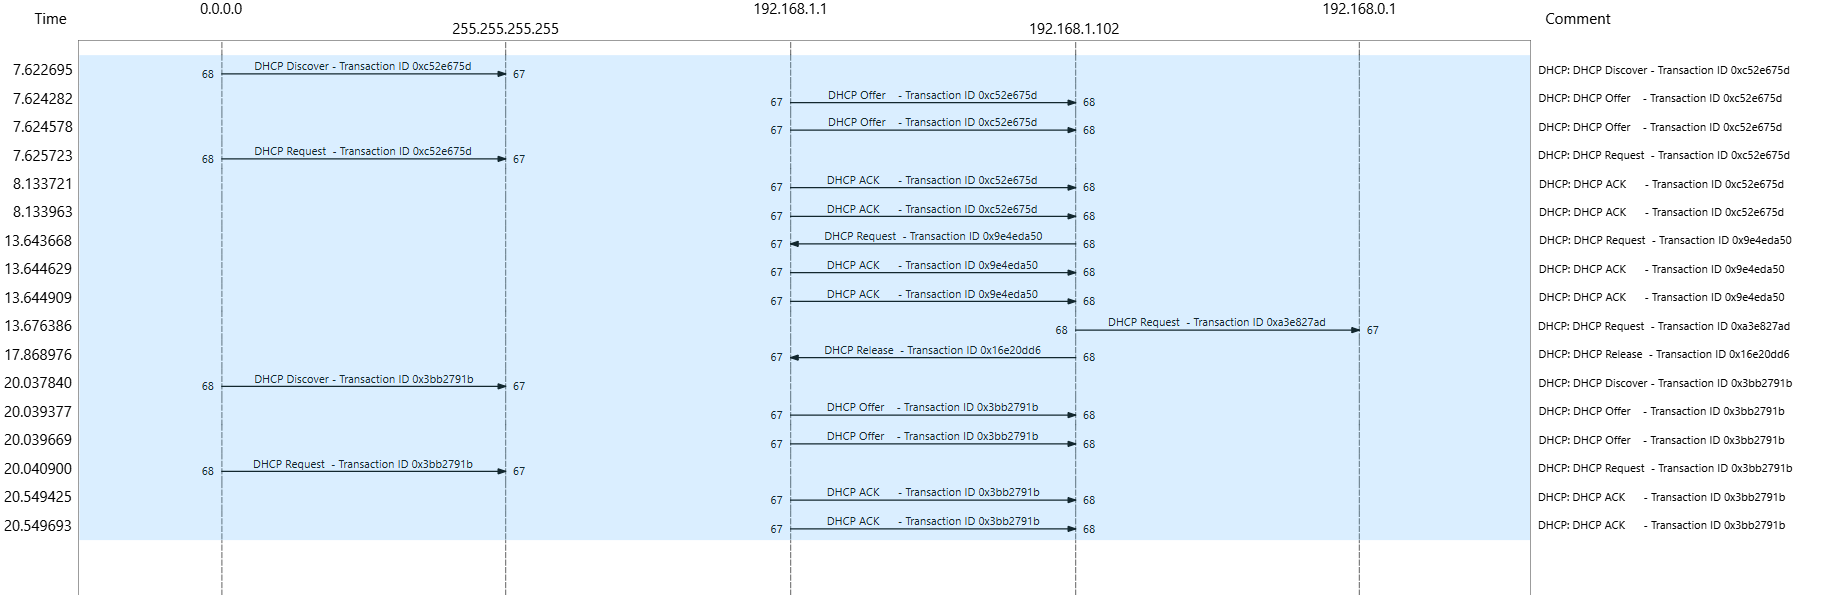 Time 0.0.0.0 192.168.1.1 192.168.0.1 Comment
255.255.255.255 192.168.1.102
7.622695 68 DHCP Discover - Transaction ID 0xc52e675d 67 DHCP: DHCP Discover - Transaction ID 0xc52e675d
7.624282 67 DHCP Offer - Transaction ID 0xc52e675d 68 DHCP: DHCP Offer - Transaction ID 0xc52e675d
7.624578 67 DHCP Offer - Transaction ID 0xc52e675d 68 DHCP: DHCP Offer - Transaction ID 0xc52e675d
7.625723 68 DHCP Request - Transaction ID 0xc52e675d 67 DHCP: DHCP Request - Transaction ID 0xc52e675d
8.133721 67 DHCP ACK - Transaction ID 0xc52e675d 68 DHCP: DHCP ACK - Transaction ID 0xc52e675d
8.133963 67 DHCP ACK - Transaction ID 0xc52e675d 68 DHCP: DHCP ACK - Transaction ID 0xc52e675d
13.643668 67 DHCP Request - Transaction ID 0x9e4eda50 68 DHCP: DHCP Request - Transaction ID 0x9e4eda50
13.644629 67 DHCP ACK - Transaction ID 0x9e4eda50 68 DHCP: DHCP ACK - Transaction ID 0x9e4eda50
13.644909 67 DHCP ACK - Transaction ID 0x9e4eda50 68 DHCP: DHCP ACK - Transaction ID 0x9e4eda50
13.676386 68 DHCP Request - Transaction ID 0xa3e827ad 67 DHCP: DHCP Request - Transaction ID 0xa3e827ad
17.868976 67 DHCP Release - Transaction ID 0x16e20dd6 68 DHCP: DHCP Release - Transaction ID 0x16e20dd6
20.037840 68 DHCP Discover - Transaction ID 0x3bb2791b 67 DHCP: DHCP Discover - Transaction ID 0x3bb2791b
20.039377 67 DHCP Offer - Transaction ID 0x3bb2791b 68 DHCP: DHCP Offer - Transaction ID 0x3bb2791b
20.039669 67 DHCP Offer - Transaction ID 0x3bb2791b 68 DHCP: DHCP Offer - Transaction ID 0x3bb2791b
20.040900 68 DHCP Request - Transaction ID 0x3bb2791b 67 DHCP: DHCP Request - Transaction ID 0x3bb2791b
20.549425 67 DHCP ACK - Transaction ID 0x3bb2791b 68 DHCP: DHCP ACK - Transaction ID 0x3bb2791b
20.549693 67 DHCP ACK - Transaction ID 0x3bb2791b 68 DHCP: DHCP ACK - Transaction ID 0x3bb2791b